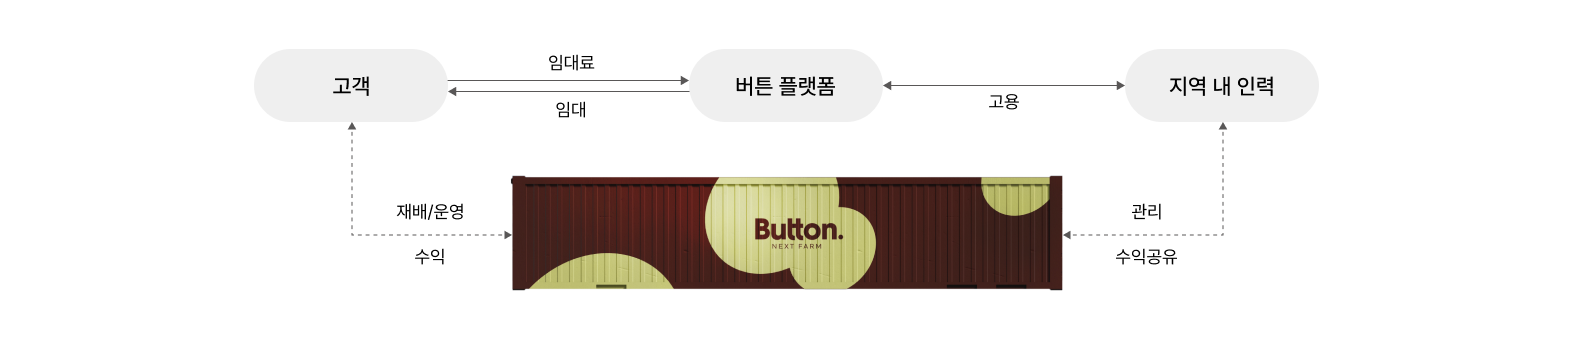 고객
임대료
임대
버튼 플랫폼
고용
지역 내 인력
재배/운영
수익
Button.
NEXT FARM
관리
수익공유